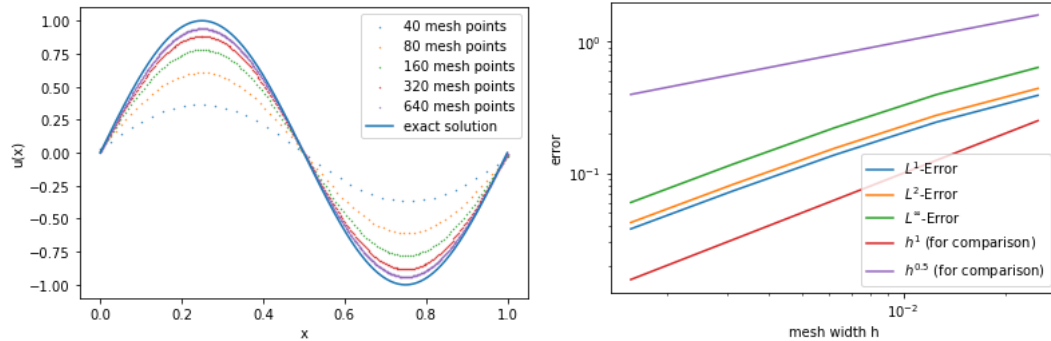 1.00
0.75
0.50
0.25
0.00
−0.25
−0.50
−0.75
−1.00
u(x)
0.0
0.2
0.4
0.6
0.8
1.0
x
40 mesh points
80 mesh points
160 mesh points
320 mesh points
640 mesh points
exact solution
10⁰
10⁻¹
error
10⁻²
mesh width h
L¹-Error
L²-Error
L^∞-Error
h¹ (for comparison)
h⁰·⁵ (for comparison)